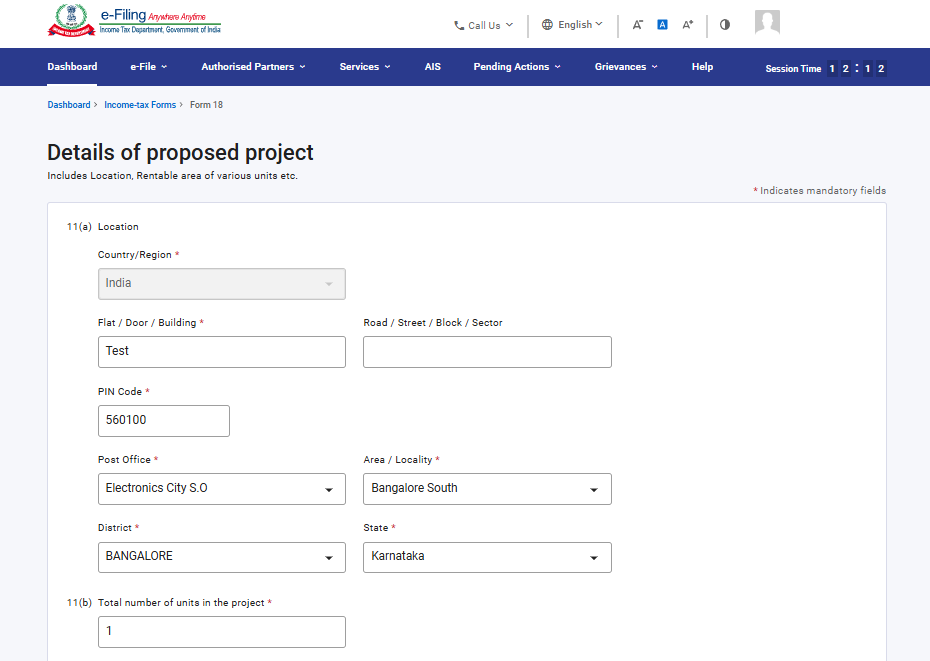 e-Filing Anywhere Anytime
Income Tax Department, Government of India
Call Us
English
A-
A
A+
Dashboard
e-File
Authorised Partners
Services
AIS
Pending Actions
Grievances
Help
Session Time 1 2 : 1 2
Dashboard > Income-tax Forms > Form 18
Details of proposed project
Includes Location, Rentable area of various units etc.
* Indicates mandatory fields
11(a) Location
Country/Region *
India
Flat / Door / Building *
Road / Street / Block / Sector
Test
PIN Code *
560100
Post Office *
Area / Locality *
Electronics City S.O
Bangalore South
District *
State *
BANGALORE
Karnataka
11(b) Total number of units in the project *
1